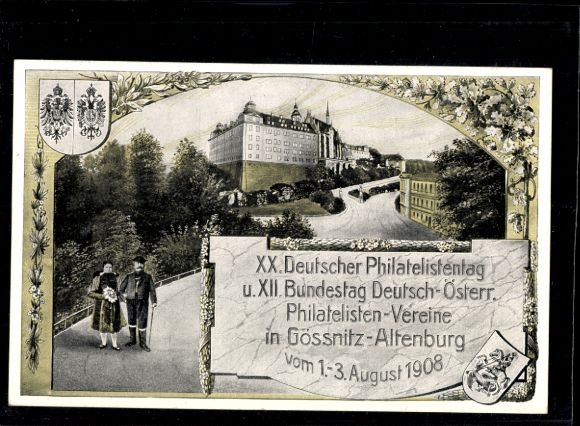 XX. Deutscher Philatelistentag
u. XII. Bundestag Deutsch-Österr.
Philatelisten-Vereine
in Gössnitz-Altenburg
vom 1.-3. August 1908